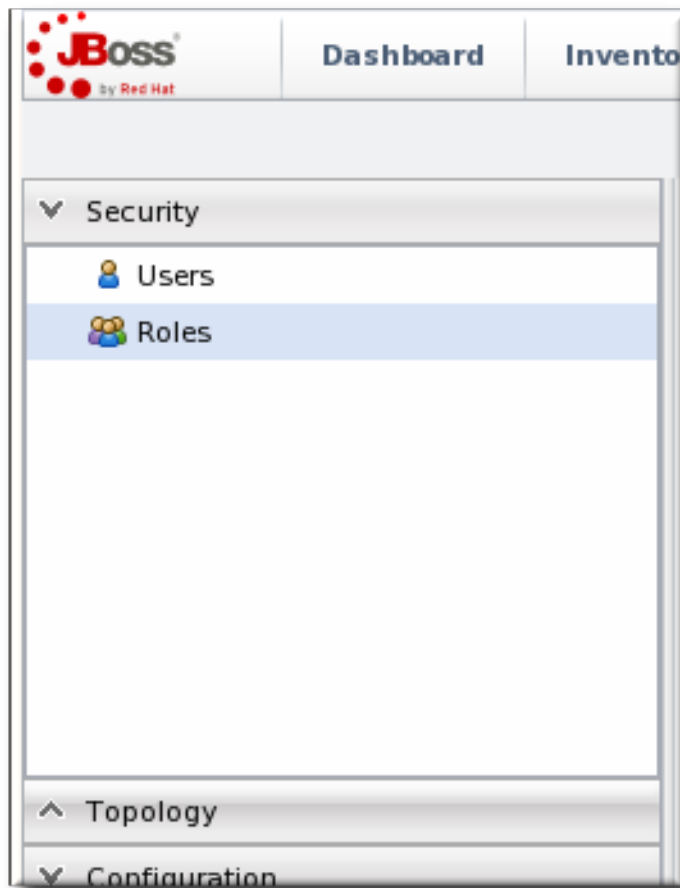 JBoss
by Red Hat
Dashboard
Invento
Security
Users
Roles
Topology
Configuration